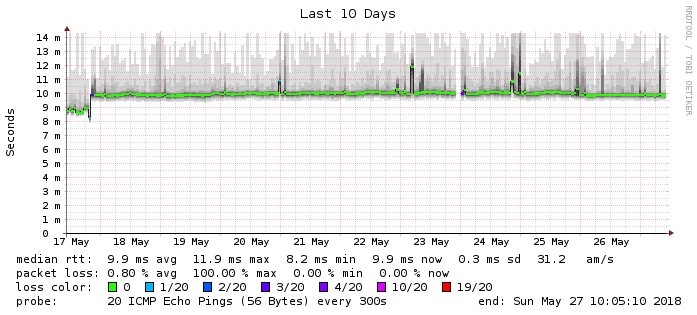 Last 10 Days
RRDTOOL / TOBI OETIKER
Seconds
14 m
13 m
12 m
11 m
10 m
9 m
8 m
7 m
6 m
5 m
4 m
3 m
2 m
1 m
0
17 May 18 May 19 May 20 May 21 May 22 May 23 May 24 May 25 May 26 May
median rtt: 9.9 ms avg 11.9 ms max 8.2 ms min 9.9 ms now 0.3 ms sd 31.2 am/s
packet loss: 0.80 % avg 100.00 % max 0.00 % min 0.00 % now
loss color: 0 1/20 2/20 3/20 4/20 10/20 19/20
probe: 20 ICMP Echo Pings (56 Bytes) every 300s end: Sun May 27 10:05:10 2018